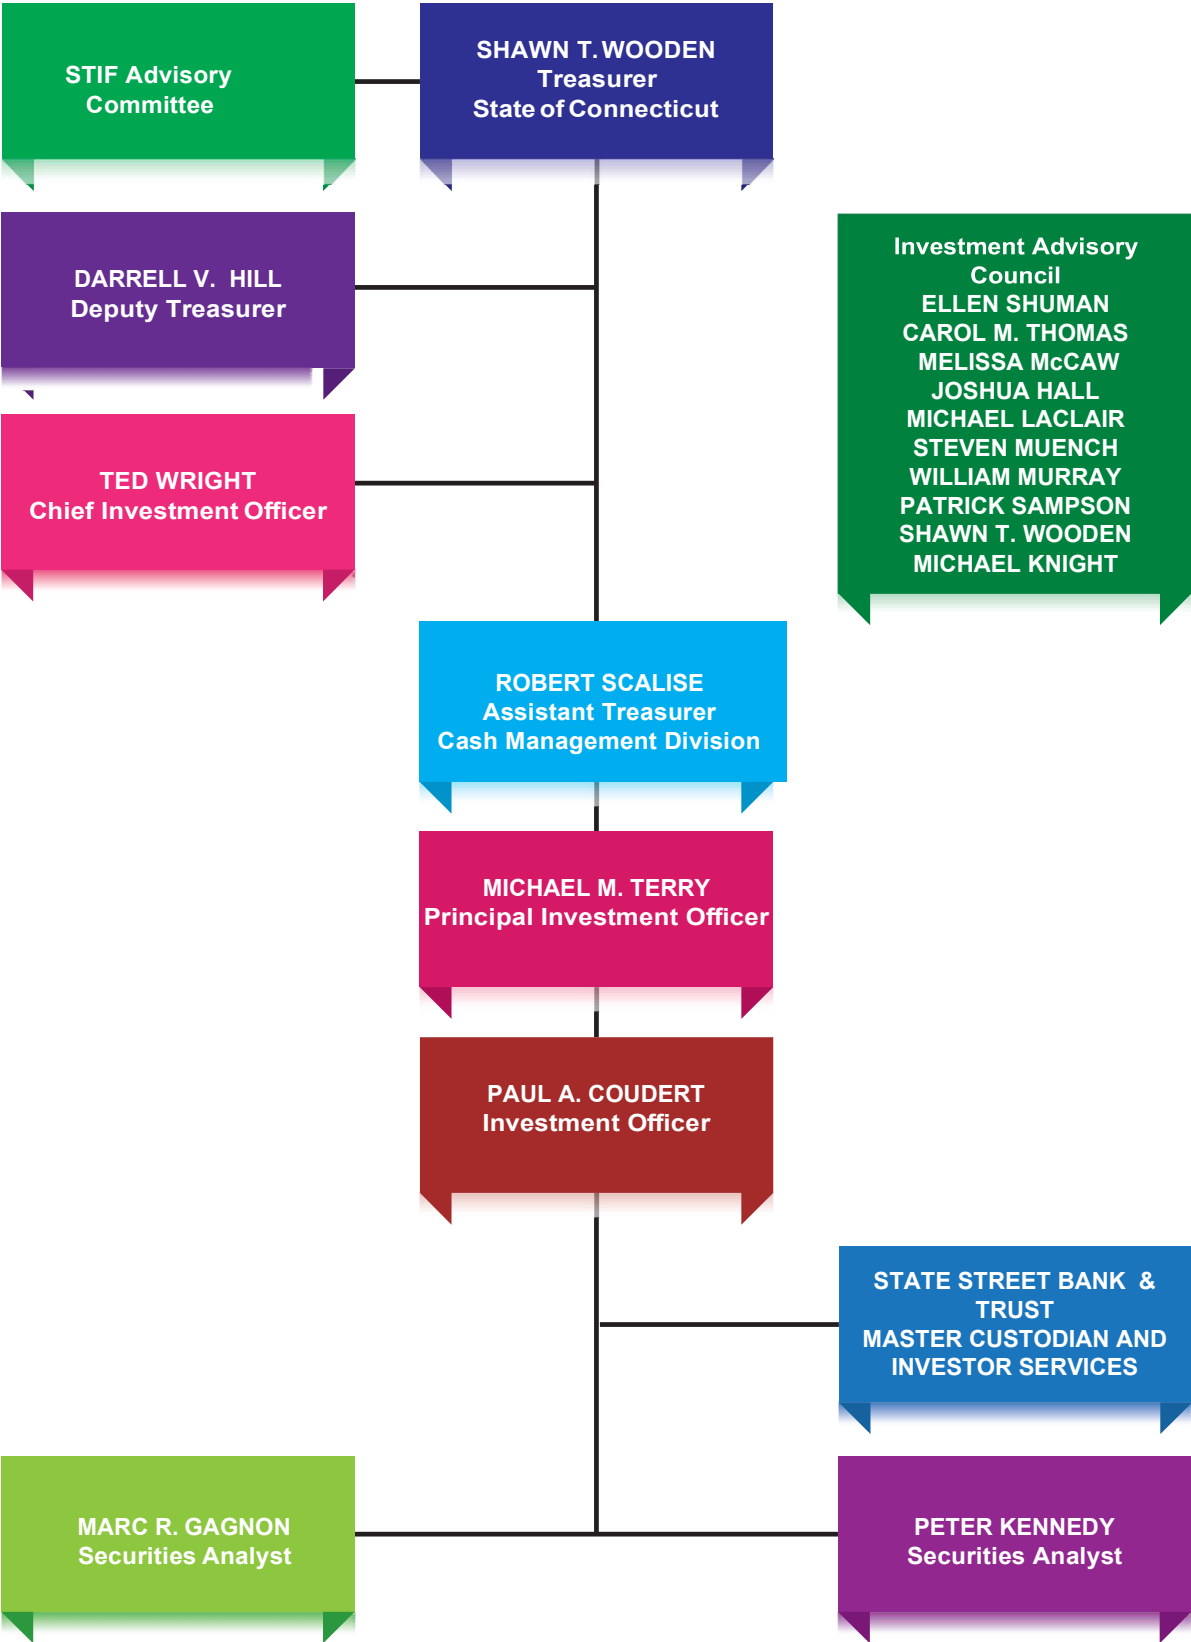 STIF Advisory
Committee
SHAWN T. WOODEN
Treasurer
State of Connecticut
DARRELL V. HILL
Deputy Treasurer
Investment Advisory
Council
ELLEN SHUMAN
CAROL M. THOMAS
MELISSA McCAW
JOSHUA HALL
MICHAEL LACLAIR
STEVEN MUENCH
WILLIAM MURRAY
PATRICK SAMPSON
SHAWN T. WOODEN
MICHAEL KNIGHT
TED WRIGHT
Chief Investment Officer
ROBERT SCALISE
Assistant Treasurer
Cash Management Division
MICHAEL M. TERRY
Principal Investment Officer
PAUL A. COUDERT
Investment Officer
STATE STREET BANK &
TRUST
MASTER CUSTODIAN AND
INVESTOR SERVICES
MARC R. GAGNON
Securities Analyst
PETER KENNEDY
Securities Analyst